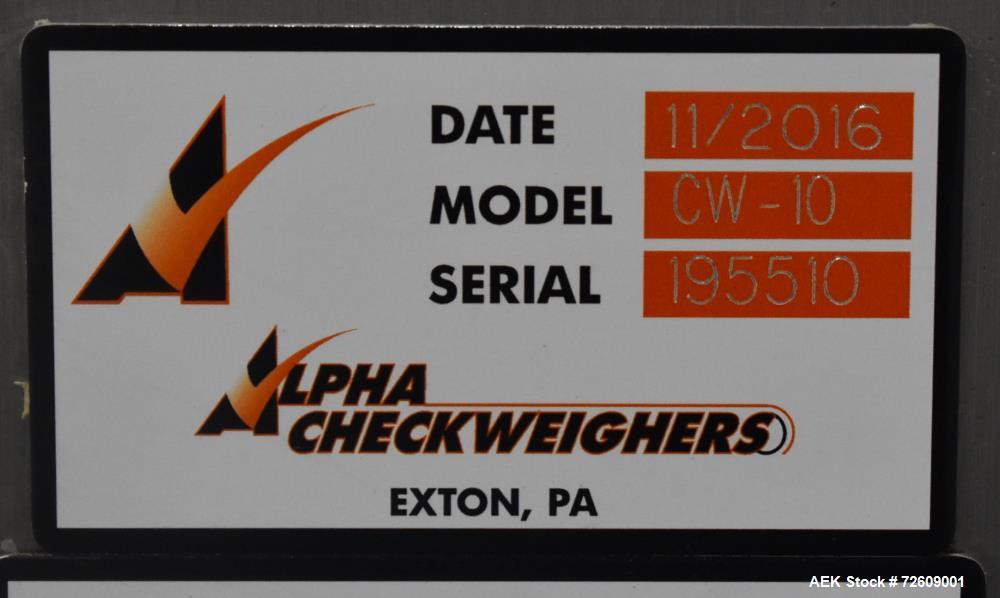 DATE 11/2016
MODEL CW-10
SERIAL 195510
ALPHA
CHECKWEIGHERS
EXTON, PA
AEK Stock # 72609001